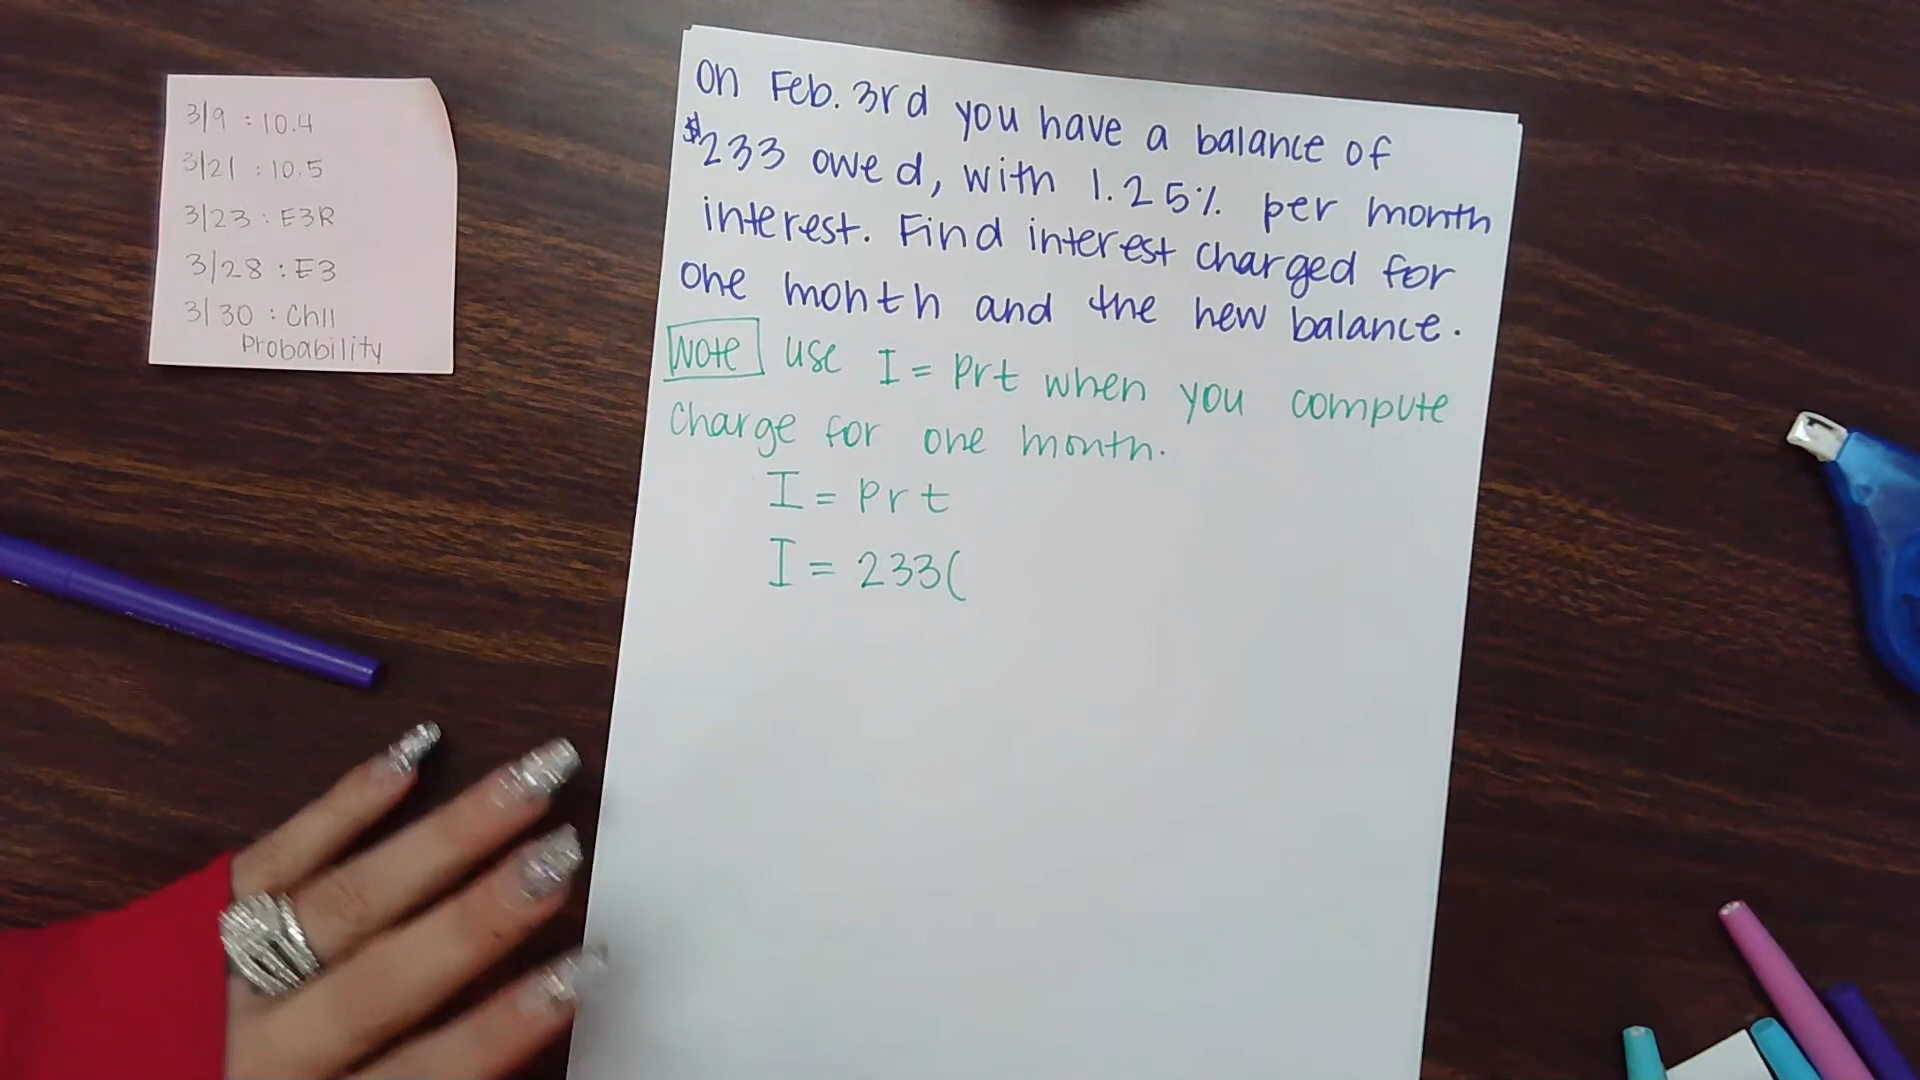 3/9 : 10.4
3/21 : 10.5
3/23 : E3R
3/28 : E3
3/30 : Ch11
Probability
On Feb. 3rd you have a balance of
$233 owed, with 1.25% per month
interest. Find interest charged for
one month and the new balance.
Note use I = Prt when you compute
charge for one month.
I = Prt
I = 233(